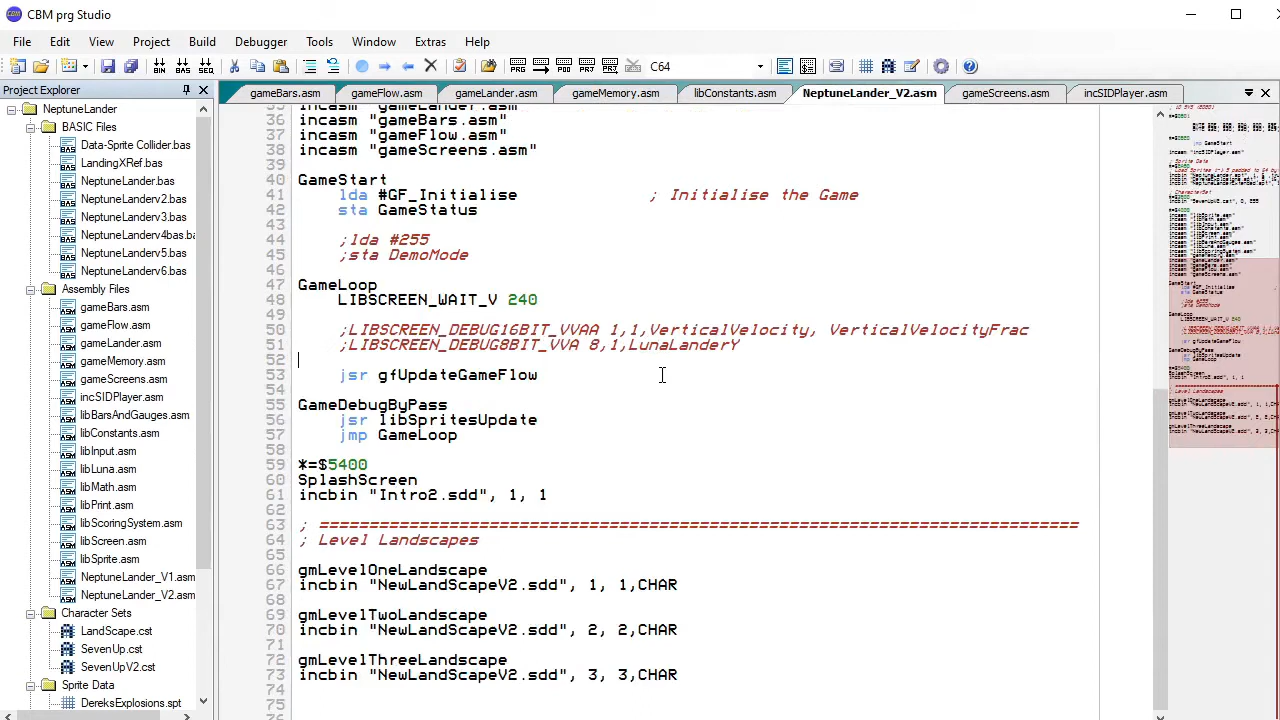 CBM prg Studio
File Edit View Project Build Debugger Tools Window Extras Help
C64
Project Explorer
gameBars.asm gameFlow.asm gameLander.asm gameMemory.asm libConstants.asm NeptuneLander_V2.asm gameScreens.asm incSIDPlayer.asm
NeptuneLander
BASIC Files
Data-Sprite Collider.bas
LandingXRef.bas
NeptuneLander.bas
NeptuneLanderv2.bas
NeptuneLanderv3.bas
NeptuneLanderv4bas.ba
NeptuneLanderv5.bas
NeptuneLanderv6.bas
Assembly Files
gameBars.asm
gameFlow.asm
gameLander.asm
gameMemory.asm
gameScreens.asm
incSIDPlayer.asm
libBarsAndGauges.asm
libConstants.asm
libInput.asm
libLuna.asm
libMath.asm
libPrint.asm
libScoringSystem.asm
libScreen.asm
libSprite.asm
NeptuneLander_V1.asm
NeptuneLander_V2.asm
Character Sets
LandScape.cst
SevenUp.cst
SevenUpV2.cst
Sprite Data
DereksExplosions.spt
35 incasm "gameLander.asm"
36 incasm "gameBars.asm"
37 incasm "gameFlow.asm"
38 incasm "gameScreens.asm"
39
40 GameStart
41 lda #GF_Initialise ; Initialise the Game
42 sta GameStatus
43
44 ;lda #255
45 ;sta DemoMode
46
47 GameLoop
48 LIBSCREEN_WAIT_V 240
49
50 ;LIBSCREEN_DEBUG16BIT_VVAA 1,1,VerticalVelocity, VerticalVelocityFrac
51 ;LIBSCREEN_DEBUG8BIT_VVA 8,1,LunaLanderY
52
53 jsr gfUpdateGameFlow
54
55 GameDebugByPass
56 jsr libSpritesUpdate
57 jmp GameLoop
58
59 *=$5400
60 SplashScreen
61 incbin "Intro2.sdd", 1, 1
62
63 ; ============================================================================
64 ; Level Landscapes
65
66 gmLevelOneLandscape
67 incbin "NewLandScapeV2.sdd", 1, 1,CHAR
68
69 gmLevelTwoLandscape
70 incbin "NewLandScapeV2.sdd", 2, 2,CHAR
71
72 gmLevelThreeLandscape
73 incbin "NewLandScapeV2.sdd", 3, 3,CHAR
74
75